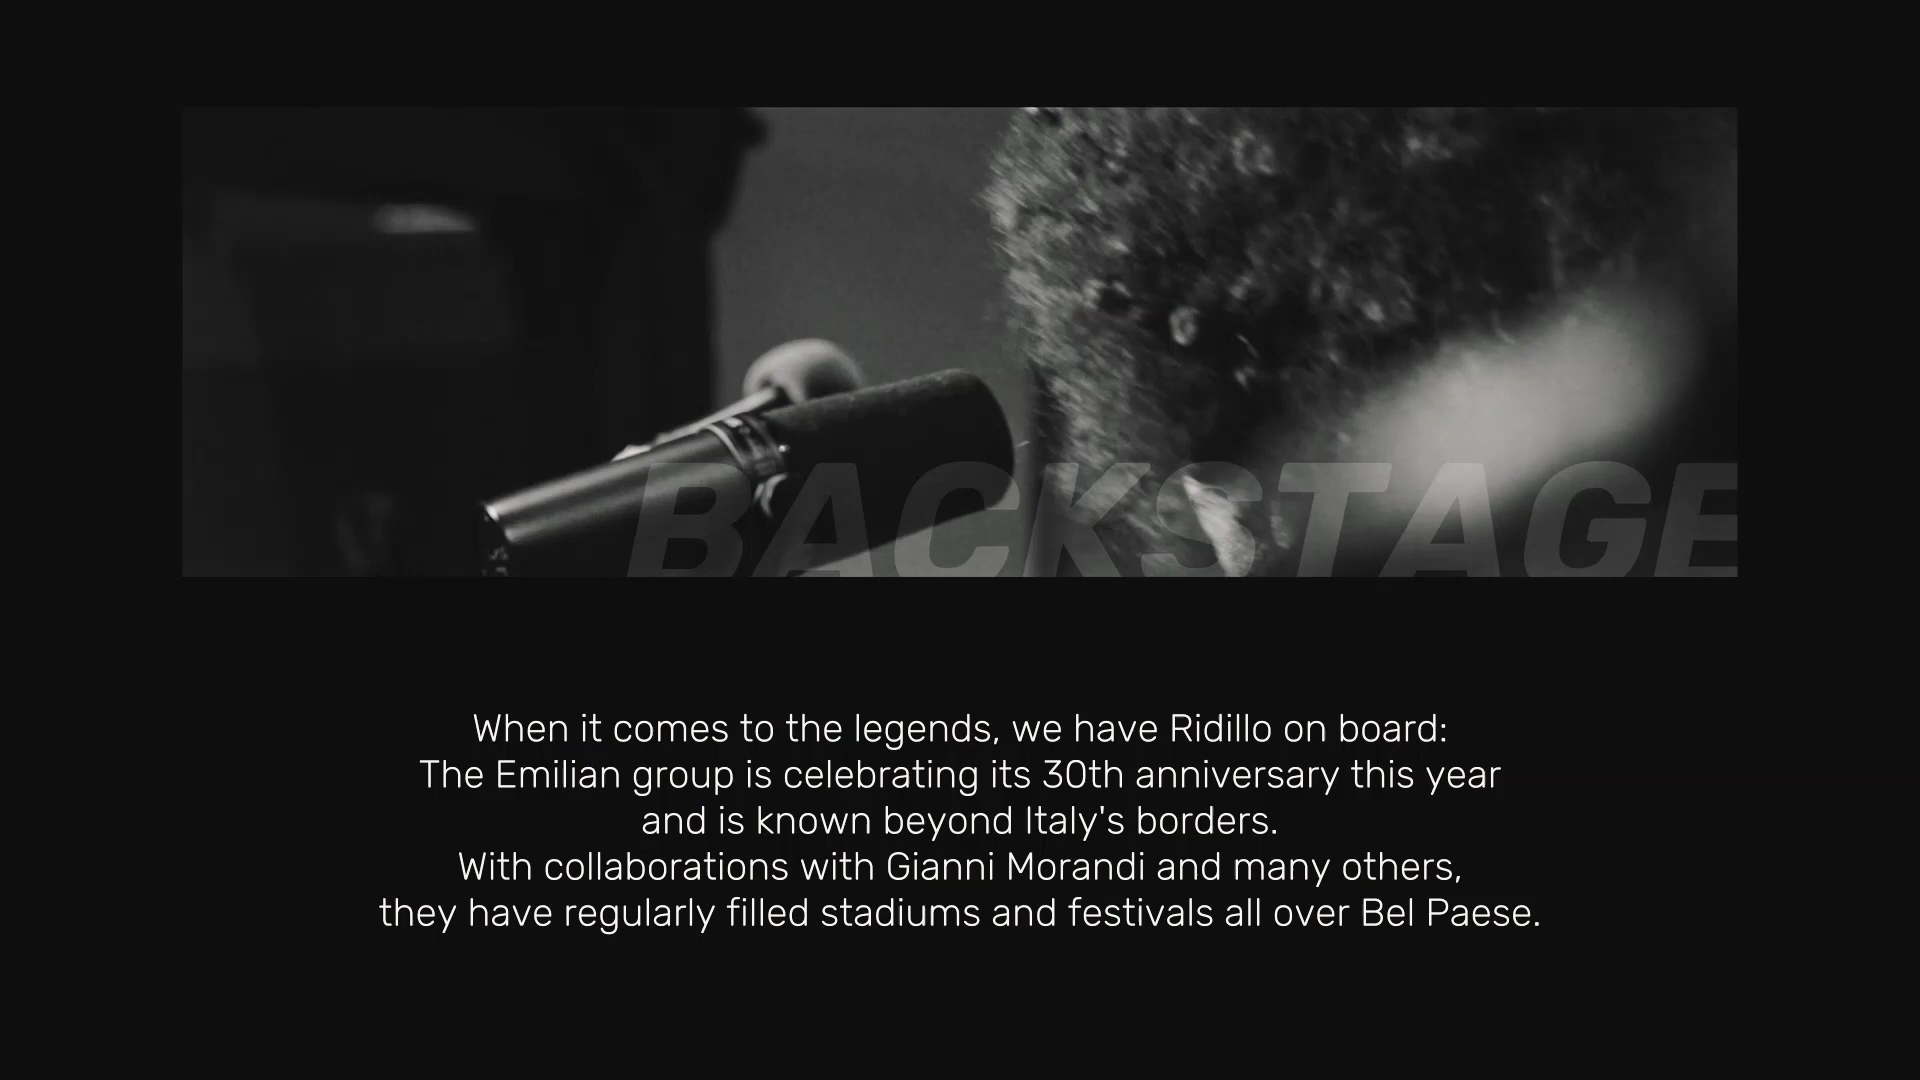 BACKSTAGE
When it comes to the legends, we have Ridillo on board:
The Emilian group is celebrating its 30th anniversary this year
and is known beyond Italy's borders.
With collaborations with Gianni Morandi and many others,
they have regularly filled stadiums and festivals all over Bel Paese.